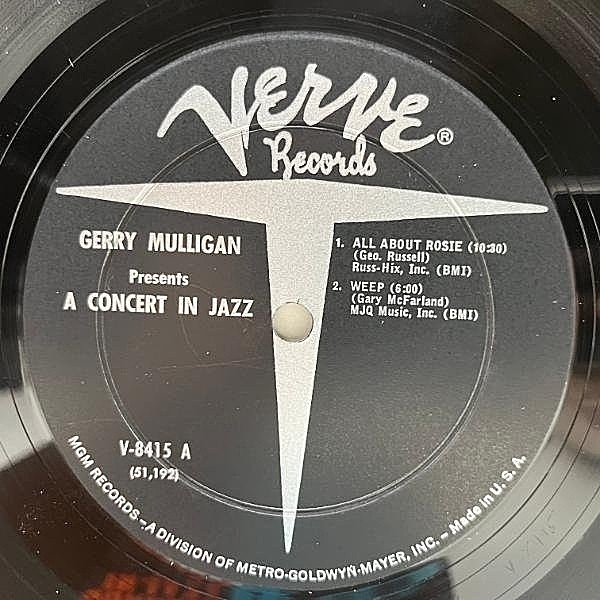 Verve ®
Records
GERRY MULLIGAN
Presents
A CONCERT IN JAZZ
1. ALL ABOUT ROSIE (10:30)
(Geo. Russell)
Russ-Hix, Inc. (BMI)
2. WEEP (6:00)
(Gary McFarland)
MJQ Music, Inc. (BMI)
V-8415 A
(51,192)
MGM RECORDS – A DIVISION OF METRO-GOLDWYN-MAYER, INC. – Made in U. S. A.